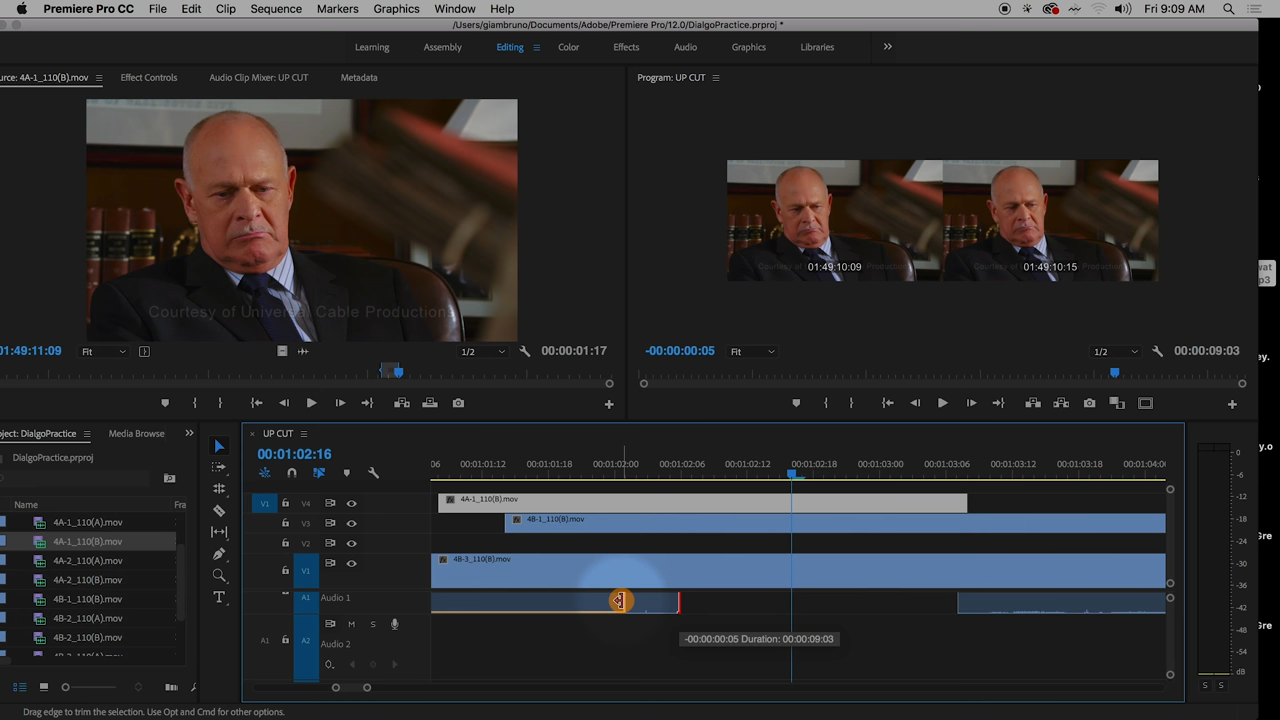 Premiere Pro CC File Edit Clip Sequence Markers Graphics Window Help Fri 9:09 AM
/Users/giambruno/Documents/Adobe/Premiere Pro/12.0/DialgoPractice.prproj *
Learning Assembly Editing Color Effects Audio Graphics Libraries
urce: 4A-1_110(B).mov Effect Controls Audio Clip Mixer: UP CUT Metadata
Program: UP CUT
01:49:10:09 01:49:10:15
wat
p3
Courtesy of Universal Cable Productions
01:49:11:09 Fit 1/2 00:00:01:17
-00:00:00:05 Fit 1/2 00:00:09:03
ey.
oject: DialgoPractice Media Browse
UP CUT
DialgoPractice.prproj
00:01:02:16
y.o
06 00:01:01:12 00:01:01:18 00:01:02:00 00:01:02:06 00:01:02:12 00:01:02:18 00:01:03:00 00:01:03:06 00:01:03:12 00:01:03:18 00:01:04:0
Name Fra
V1 V4 4A-1_110(B).mov
4A-1_110(A).mov
V3 4B-1_110(B).mov
4A-1_110(B).mov
V2
4A-2_110(A).mov
V1 4B-3_110(B).mov
4A-2_110(B).mov
4B-1_110(B).mov
A1 Audio 1
4B-2_110(A).mov
M S
4B-2_110(B).mov
A1 A2 Audio 2
-00:00:00:05 Duration: 00:00:09:03
0
-6
-12
-18
-24
-30
-36
-42
-48
-54
dB
S S
Gre
Gre
Drag edge to trim the selection. Use Opt and Cmd for other options.